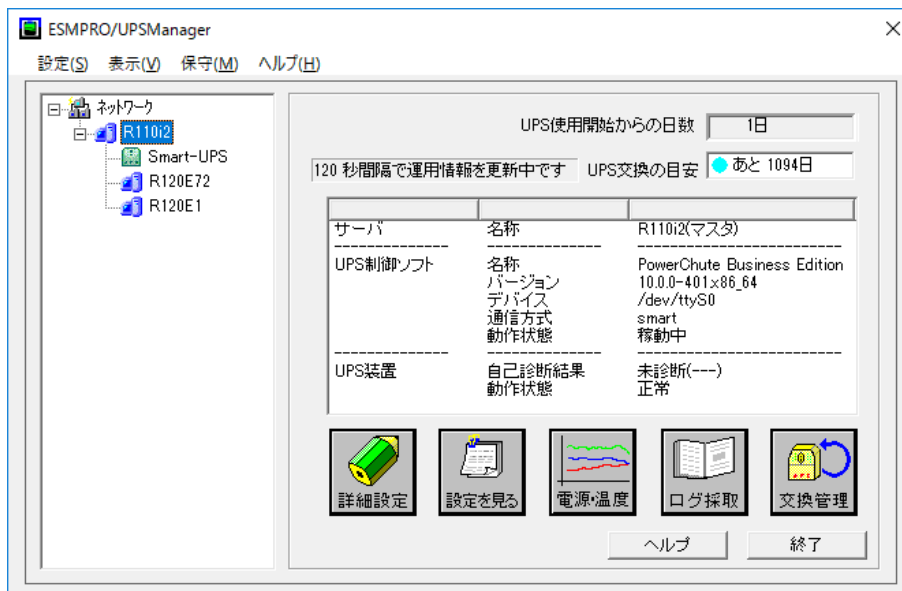 ESMPRO/UPSManager
設定(S) 表示(V) 保守(M) ヘルプ(H)
ネットワーク
R110i2
Smart-UPS
R120E72
R120E1
UPS使用開始からの日数 1日
120 秒間隔で運用情報を更新中です UPS交換の目安 あと 1094日
サーバ 名称 R110i2(マスタ)
-------------- -------------- -------------------------
UPS制御ソフト 名称 PowerChute Business Edition
バージョン 10.0.0-401.x86_64
デバイス /dev/ttyS0
通信方式 smart
動作状態 稼動中
-------------- -------------- -------------------------
UPS装置 自己診断結果 未診断(---)
動作状態 正常
詳細設定 設定を見る 電源・温度 ログ採取 交換管理
ヘルプ 終了